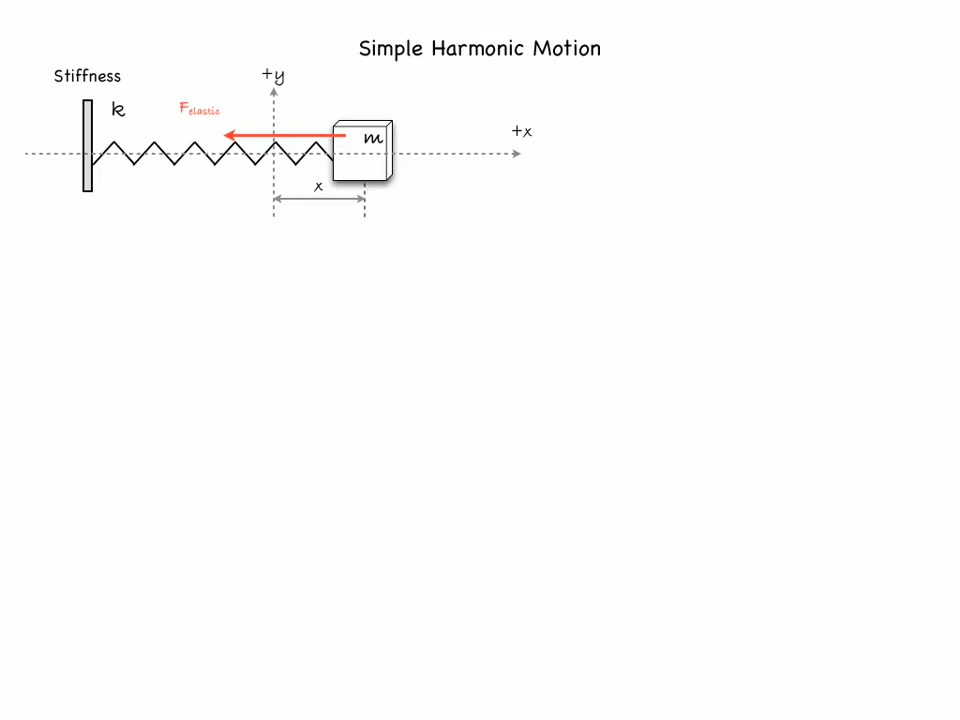 Simple Harmonic Motion
Stiffness
+y
k
Felastic
+x
m
x